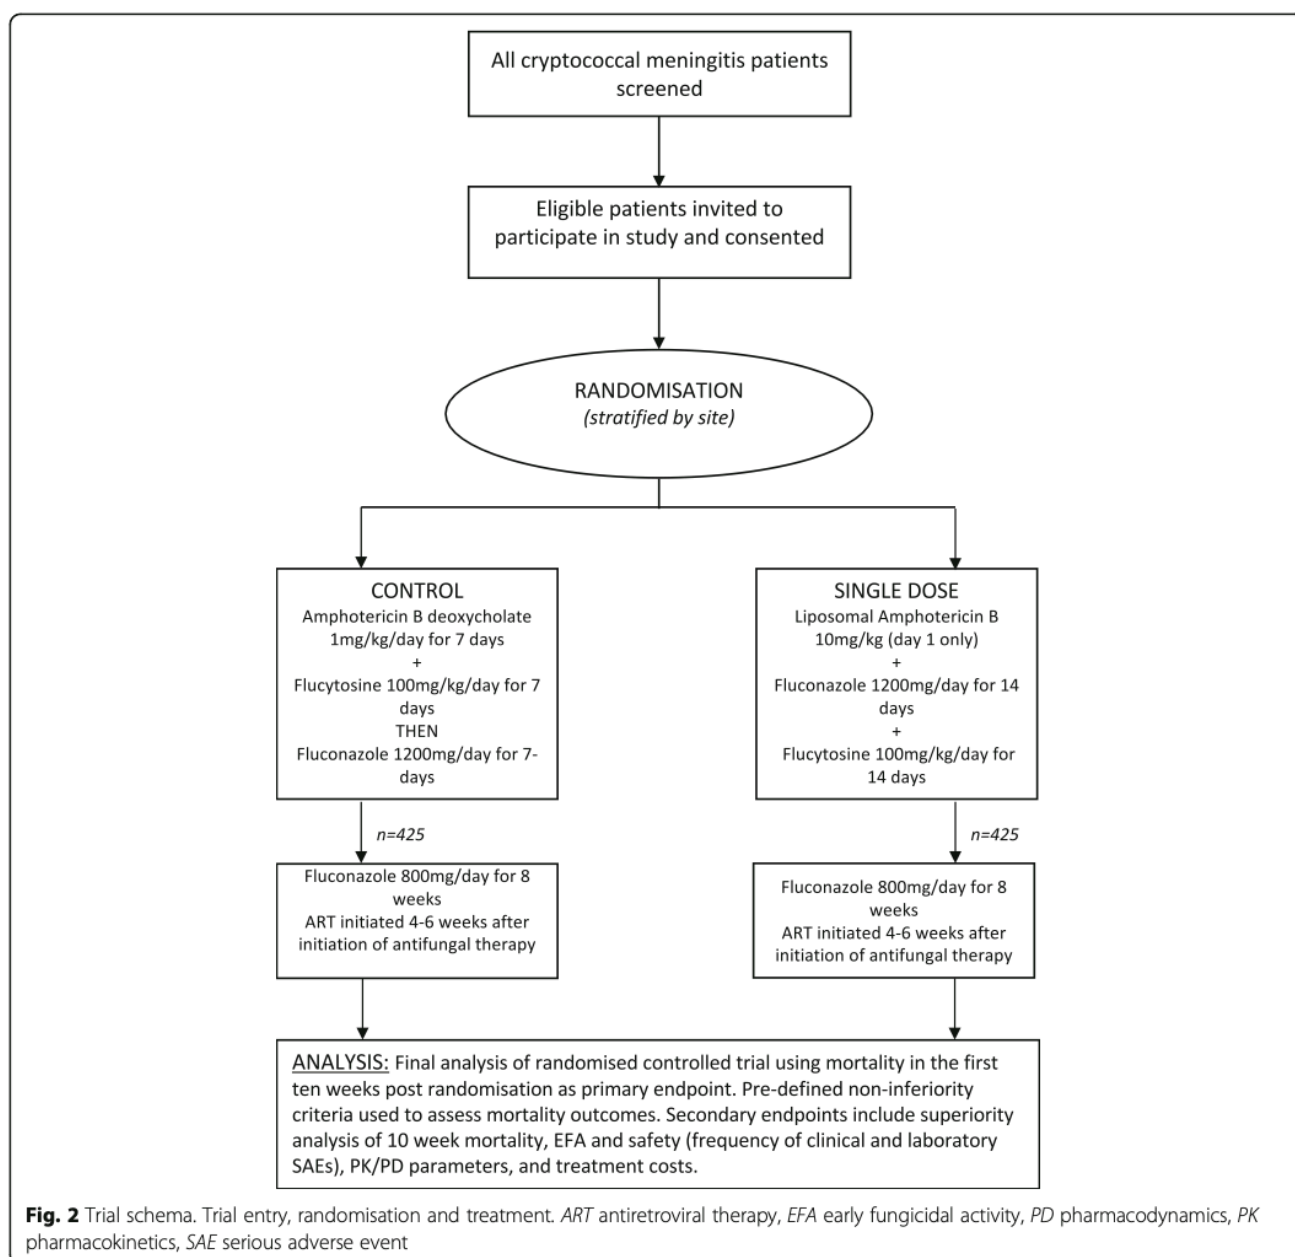 All cryptococcal meningitis patients
screened
Eligible patients invited to
participate in study and consented
RANDOMISATION
(stratified by site)
CONTROL
Amphotericin B deoxycholate
1mg/kg/day for 7 days
+
Flucytosine 100mg/kg/day for 7
days
THEN
Fluconazole 1200mg/day for 7-
days
SINGLE DOSE
Liposomal Amphotericin B
10mg/kg (day 1 only)
+
Fluconazole 1200mg/day for 14
days
+
Flucytosine 100mg/kg/day for
14 days
n=425
n=425
Fluconazole 800mg/day for 8
weeks
ART initiated 4-6 weeks after
initiation of antifungal therapy
Fluconazole 800mg/day for 8
weeks
ART initiated 4-6 weeks after
initiation of antifungal therapy
ANALYSIS: Final analysis of randomised controlled trial using mortality in the first
ten weeks post randomisation as primary endpoint. Pre-defined non-inferiority
criteria used to assess mortality outcomes. Secondary endpoints include superiority
analysis of 10 week mortality, EFA and safety (frequency of clinical and laboratory
SAEs), PK/PD parameters, and treatment costs.
Fig. 2 Trial schema. Trial entry, randomisation and treatment. ART antiretroviral therapy, EFA early fungicidal activity, PD pharmacodynamics, PK
pharmacokinetics, SAE serious adverse event